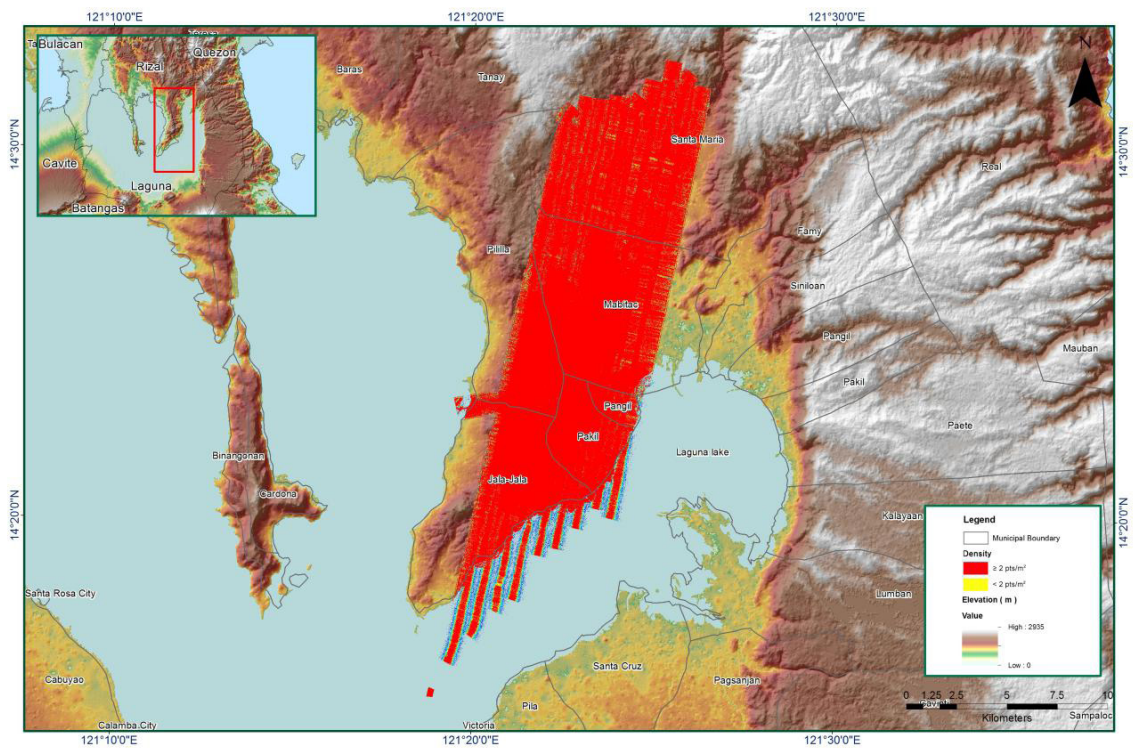 121°10'0"E
121°20'0"E
121°30'0"E
Bulacan
Quezon
Rizal
Cavite
Laguna
Batangas
Baras
Tanay
N
Santa Maria
14°30'0"N
14°30'0"N
Real
Famy
Pililla
Siniloan
Mabitas
Pangil
Mauban
Pakil
Pangil
Paete
Pakil
Laguna lake
Binangonan
Jala-Jala
Cardona
14°20'0"N
14°20'0"N
Kalayaan
Lumban
Legend
Municipal Boundary
Density
≥ 2 pts/m²
< 2 pts/m²
Elevation ( m )
Value
High : 2935
Low : 0
Santa Rosa City
Santa Cruz
Cabuyao
Pagsanjan
Pila
0 1.25 2.5 5 7.5 10
Kilometers
Sampaloc
Calamba City
Victoria
121°10'0"E
121°20'0"E
121°30'0"E